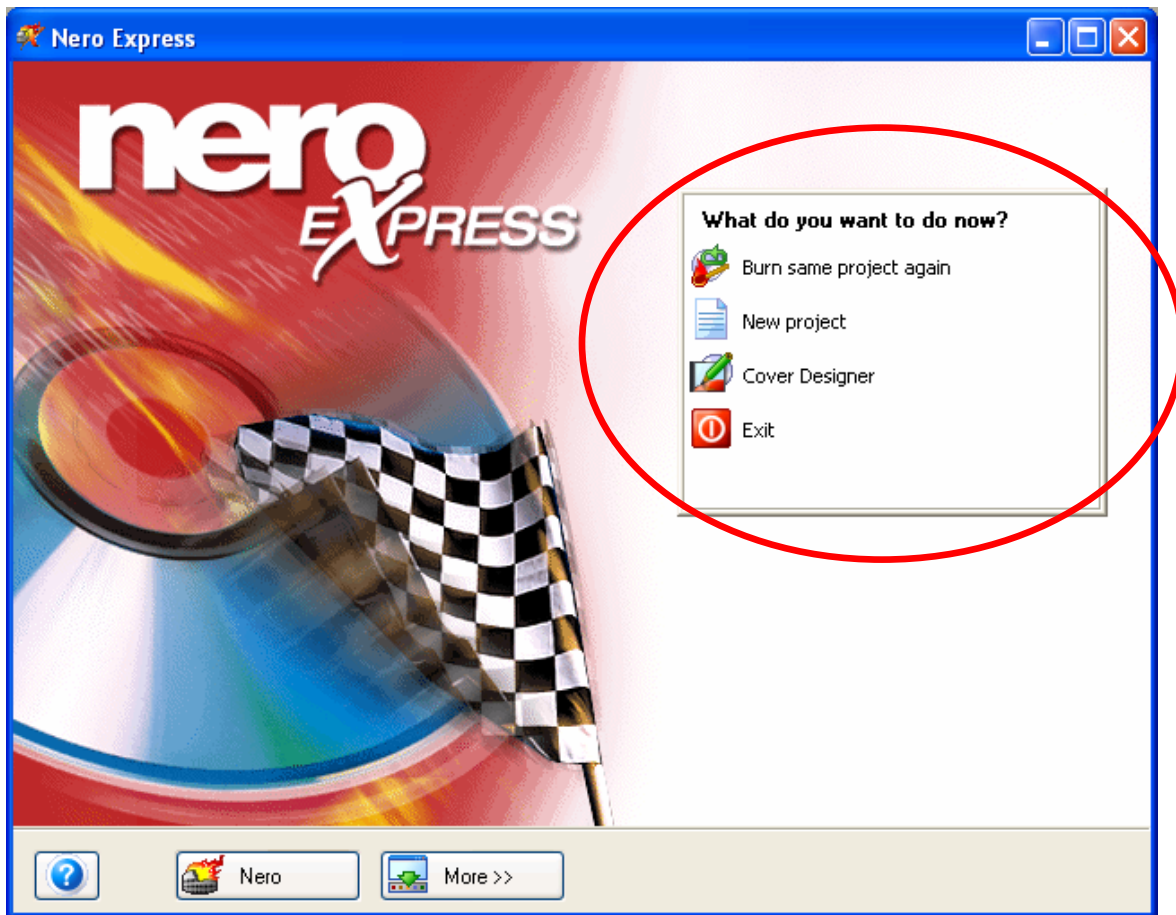 Nero Express
nero
EXPRESS
What do you want to do now?
Burn same project again
New project
Cover Designer
Exit
Nero
More >>